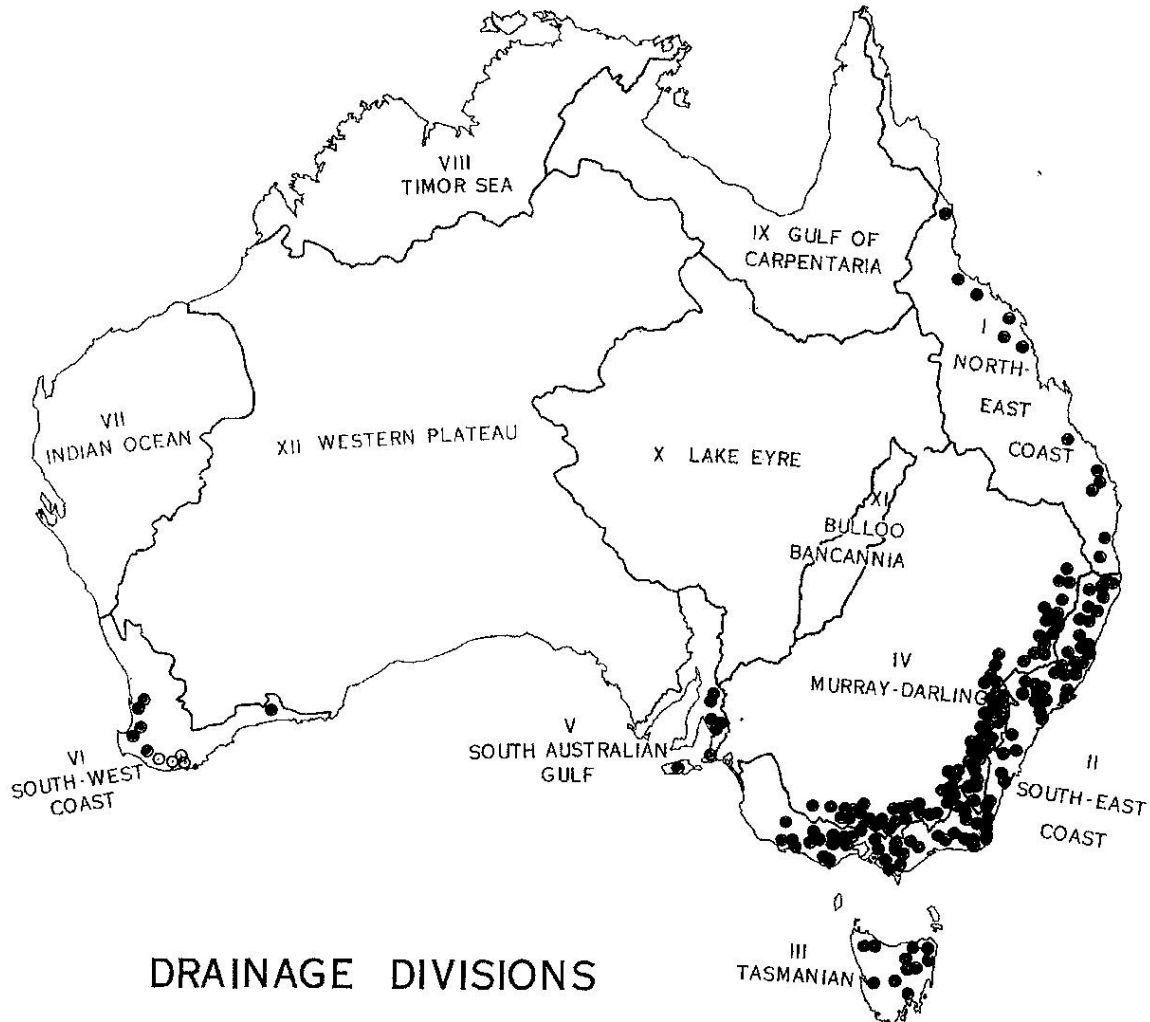 VIII
TIMOR SEA
IX GULF OF
CARPENTARIA
I
NORTH-
EAST
COAST
VII
INDIAN OCEAN
XII WESTERN PLATEAU
X LAKE EYRE
XI
BULLOO
BANCANNIA
IV
MURRAY-DARLING
V
SOUTH AUSTRALIAN
GULF
VI
SOUTH-WEST
COAST
II
SOUTH-EAST
COAST
III
TASMANIAN
DRAINAGE DIVISIONS